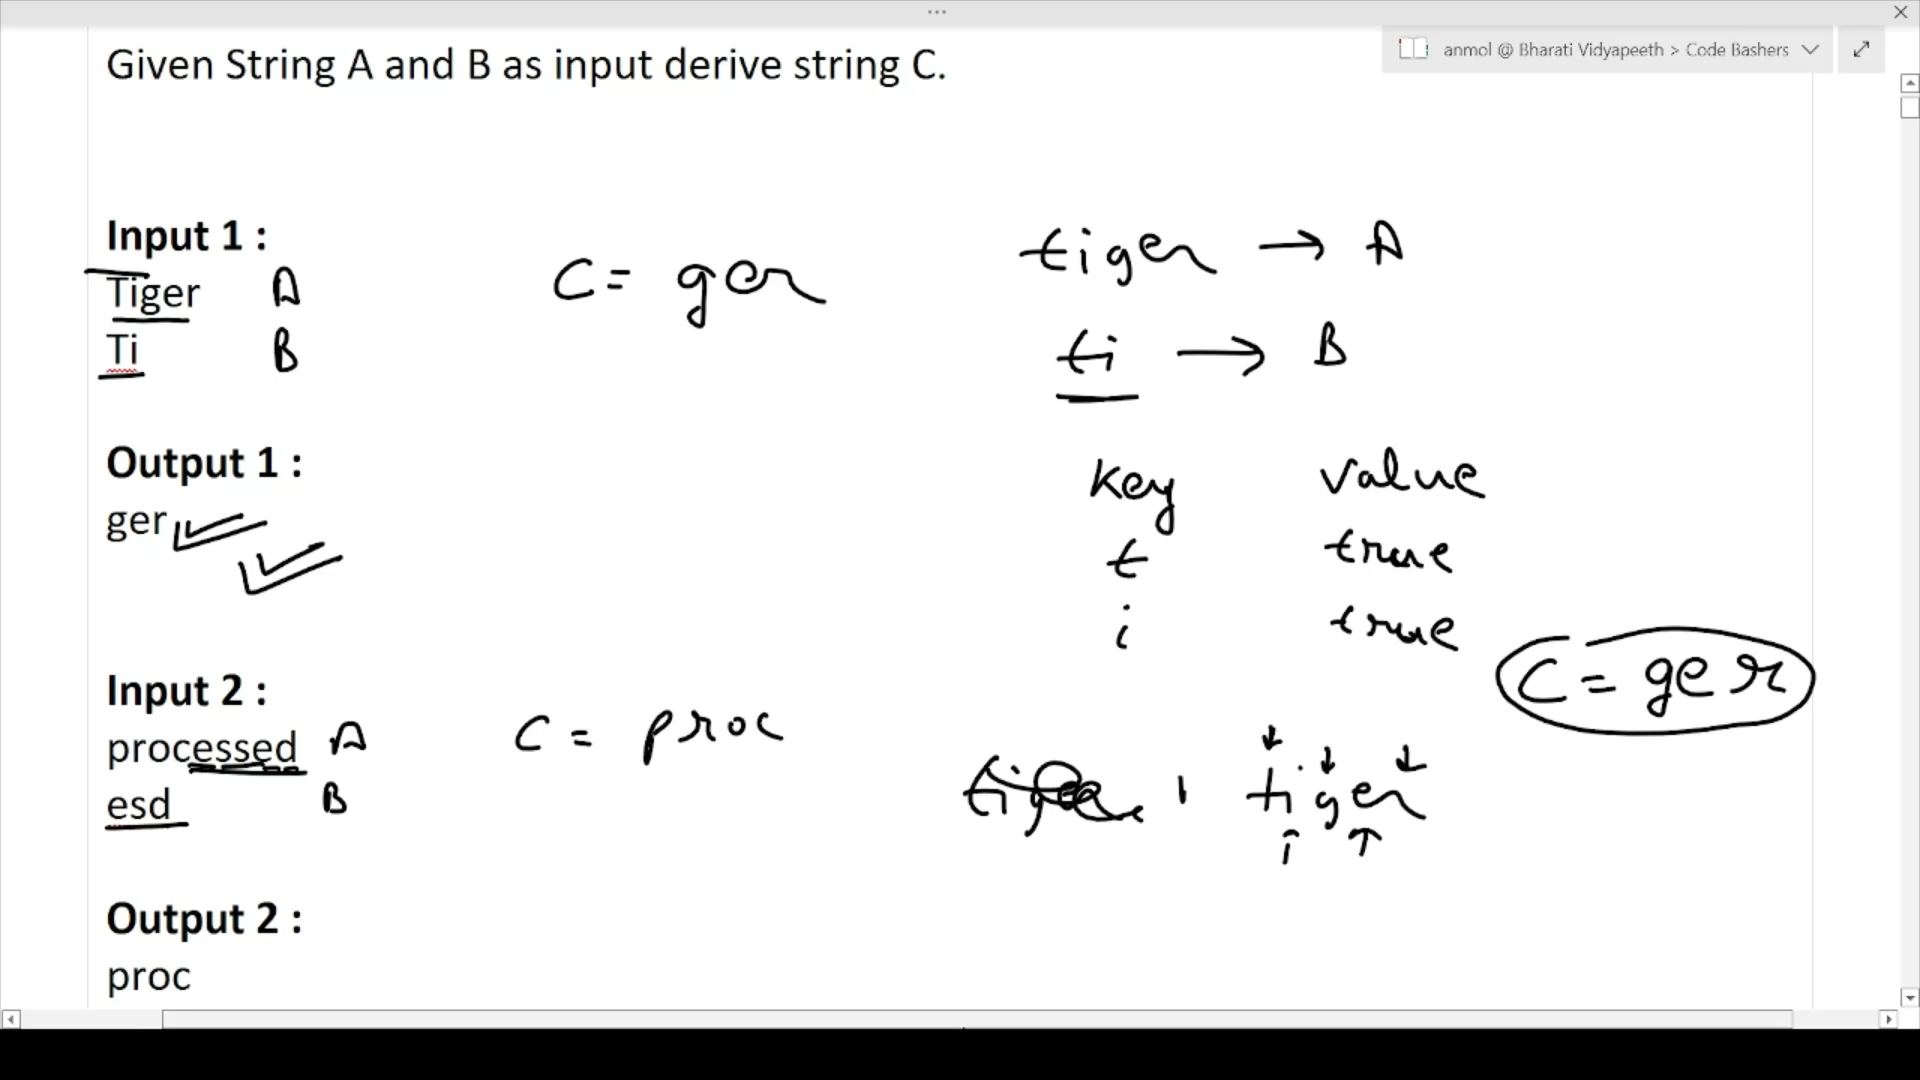 anmol @ Bharati Vidyapeeth > Code Bashers
Given String A and B as input derive string C.
Input 1 :
Tiger A
Ti B
C = ger
tiger → A
ti → B
Output 1 :
ger
key value
t true
i true
C = ger
Input 2 :
processed A
esd B
C = proc
tiger
i
Output 2 :
proc